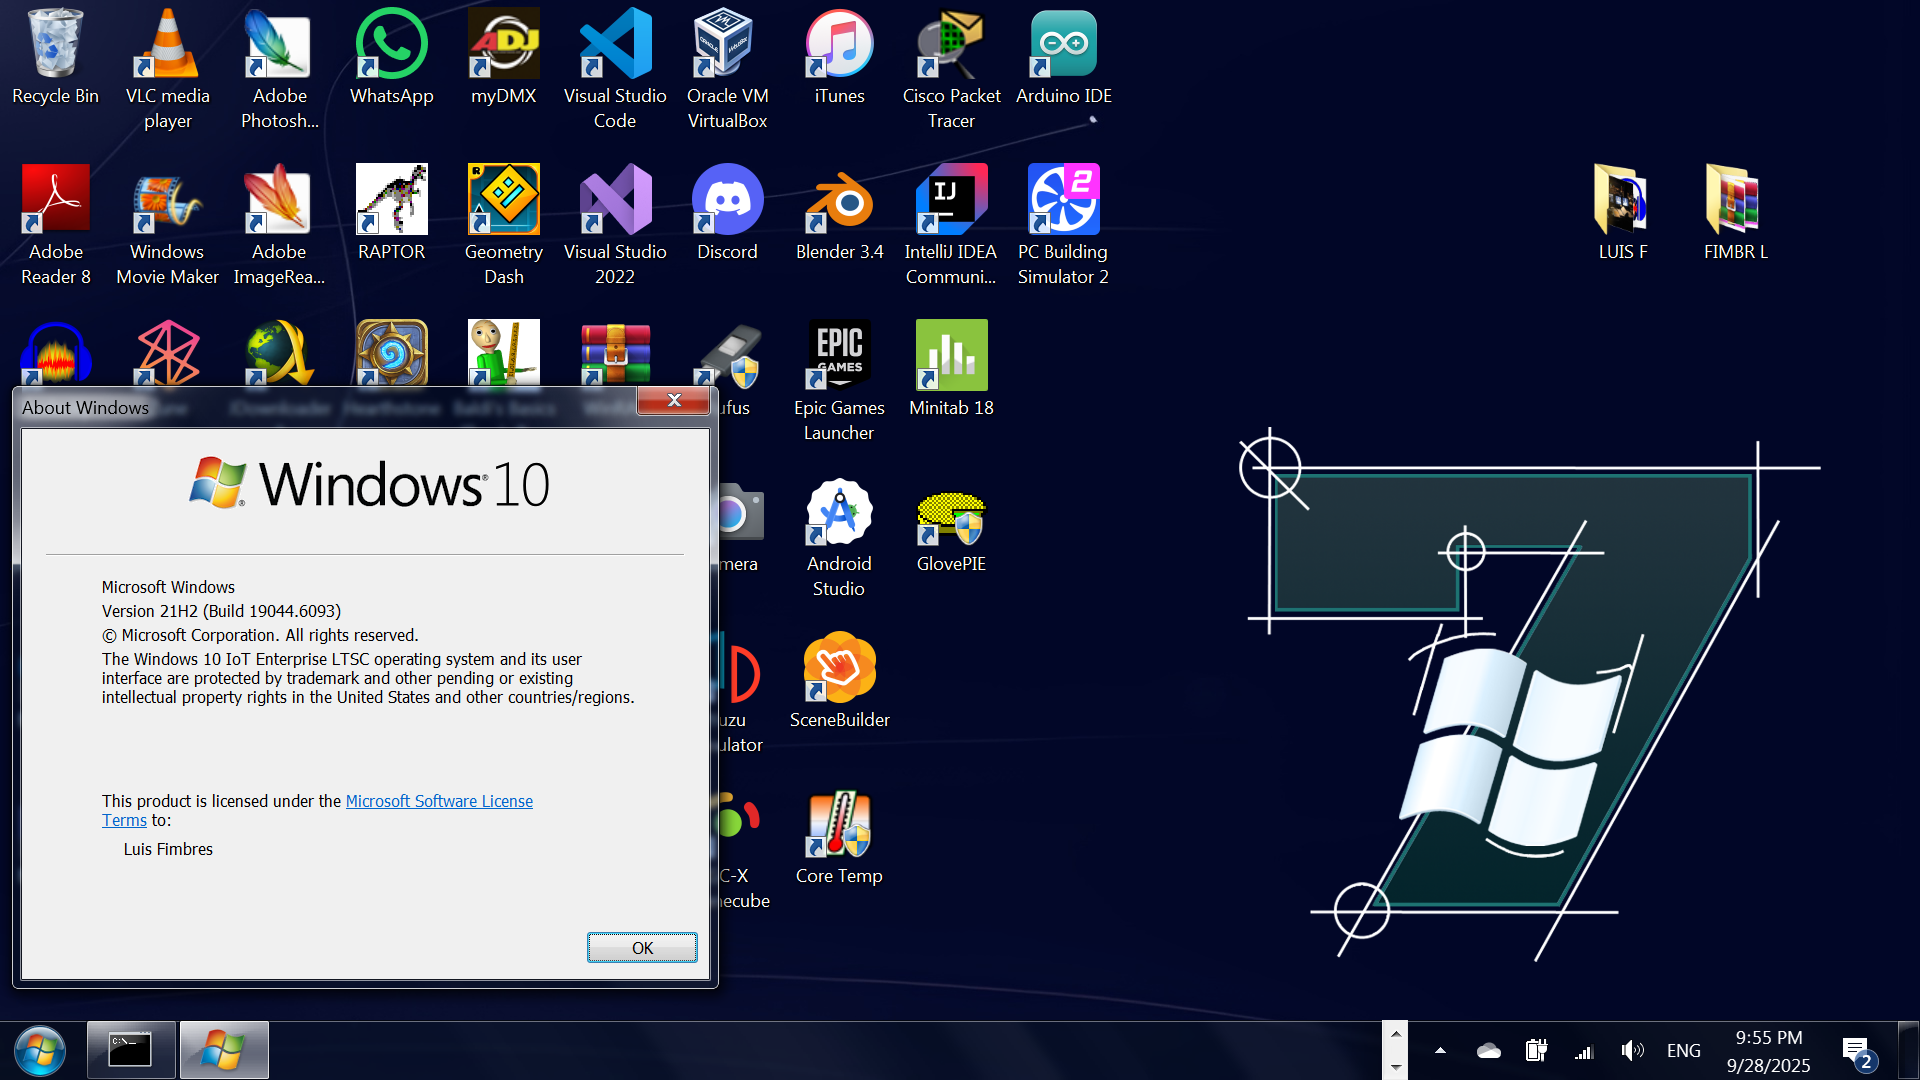 Recycle Bin
VLC media player
Adobe Photosh...
WhatsApp
ADJ
myDMX
Visual Studio Code
Oracle VM VirtualBox
iTunes
Cisco Packet Tracer
Arduino IDE
Adobe Reader 8
Windows Movie Maker
Adobe ImageRea...
RAPTOR
Geometry Dash
Visual Studio 2022
Discord
Blender 3.4
IJ
IntelliJ IDEA Communi...
2
PC Building Simulator 2
LUIS F
FIMBR L
EPIC GAMES
Epic Games Launcher
Minitab 18
Android Studio
GlovePIE
SceneBuilder
Core Temp
About Windows
Windows® 10
Microsoft Windows
Version 21H2 (Build 19044.6093)
© Microsoft Corporation. All rights reserved.
The Windows 10 IoT Enterprise LTSC operating system and its user
interface are protected by trademark and other pending or existing
intellectual property rights in the United States and other countries/regions.
This product is licensed under the Microsoft Software License
Terms to:
Luis Fimbres
OK
7
C:\_
ENG
9:55 PM
9/28/2025
2